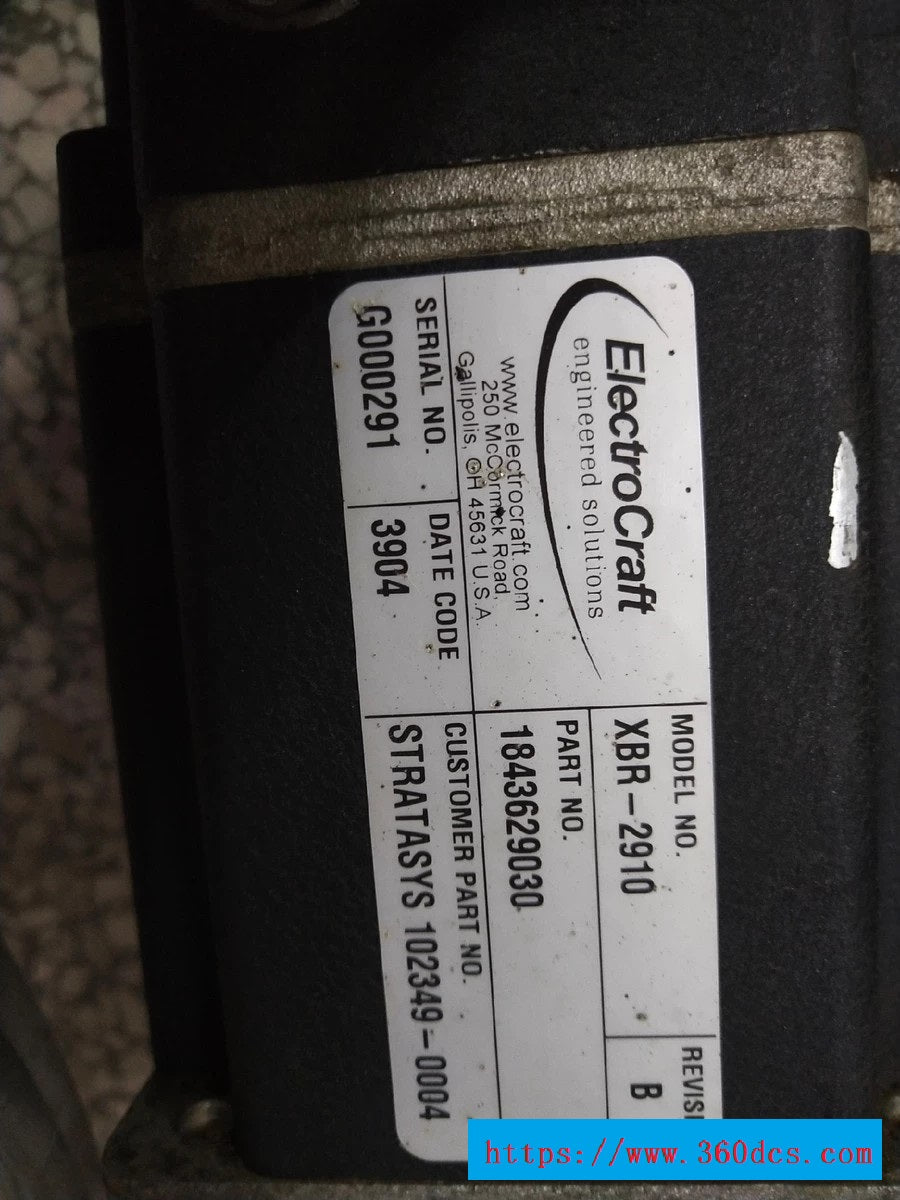 ElectroCraft
engineered solutions
www.electrocraft.com
250 McCormick Road,
Gallipolis, OH 45631 U.S.A.
MODEL NO.
XBR-2910
REVISI
B
PART NO.
1843629030
SERIAL NO.
G000291
DATE CODE
3904
CUSTOMER PART NO.
STRATASYS 102349-0004
https://www.360dcs.com